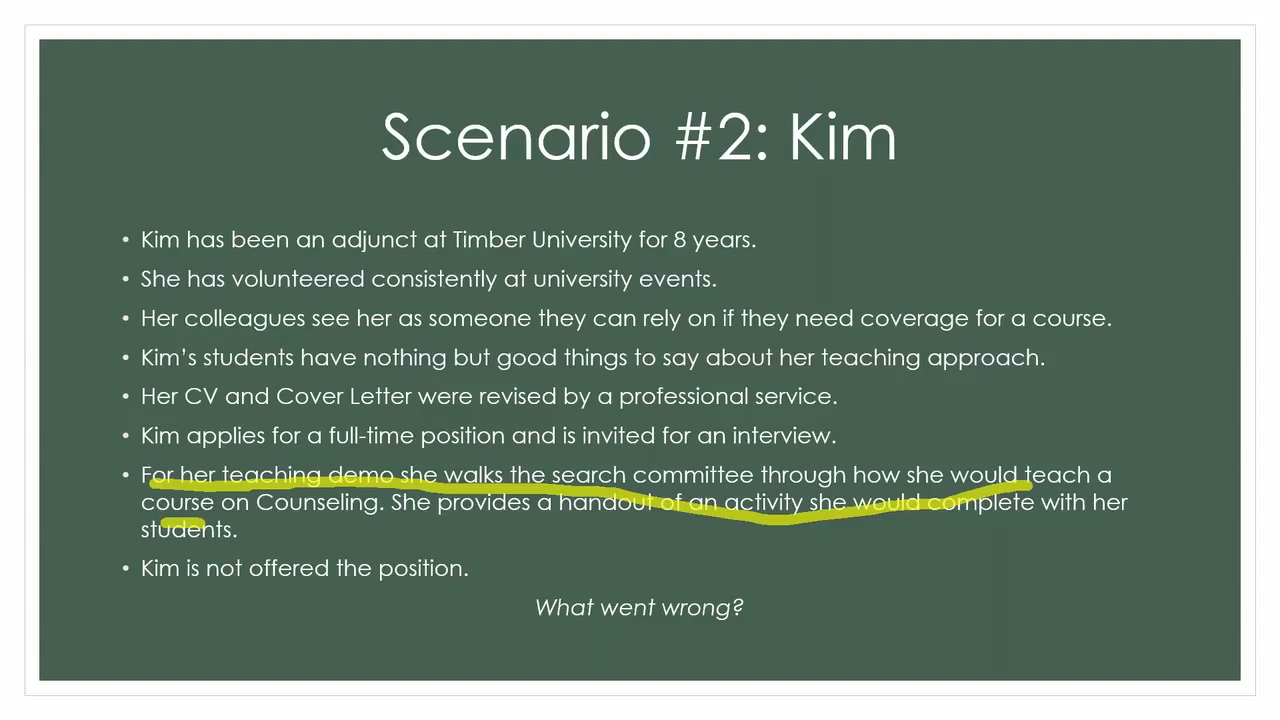 Scenario #2: Kim
• Kim has been an adjunct at Timber University for 8 years.
• She has volunteered consistently at university events.
• Her colleagues see her as someone they can rely on if they need coverage for a course.
• Kim’s students have nothing but good things to say about her teaching approach.
• Her CV and Cover Letter were revised by a professional service.
• Kim applies for a full-time position and is invited for an interview.
• For her teaching demo she walks the search committee through how she would teach a
course on Counseling. She provides a handout of an activity she would complete with her
students.
• Kim is not offered the position.
What went wrong?